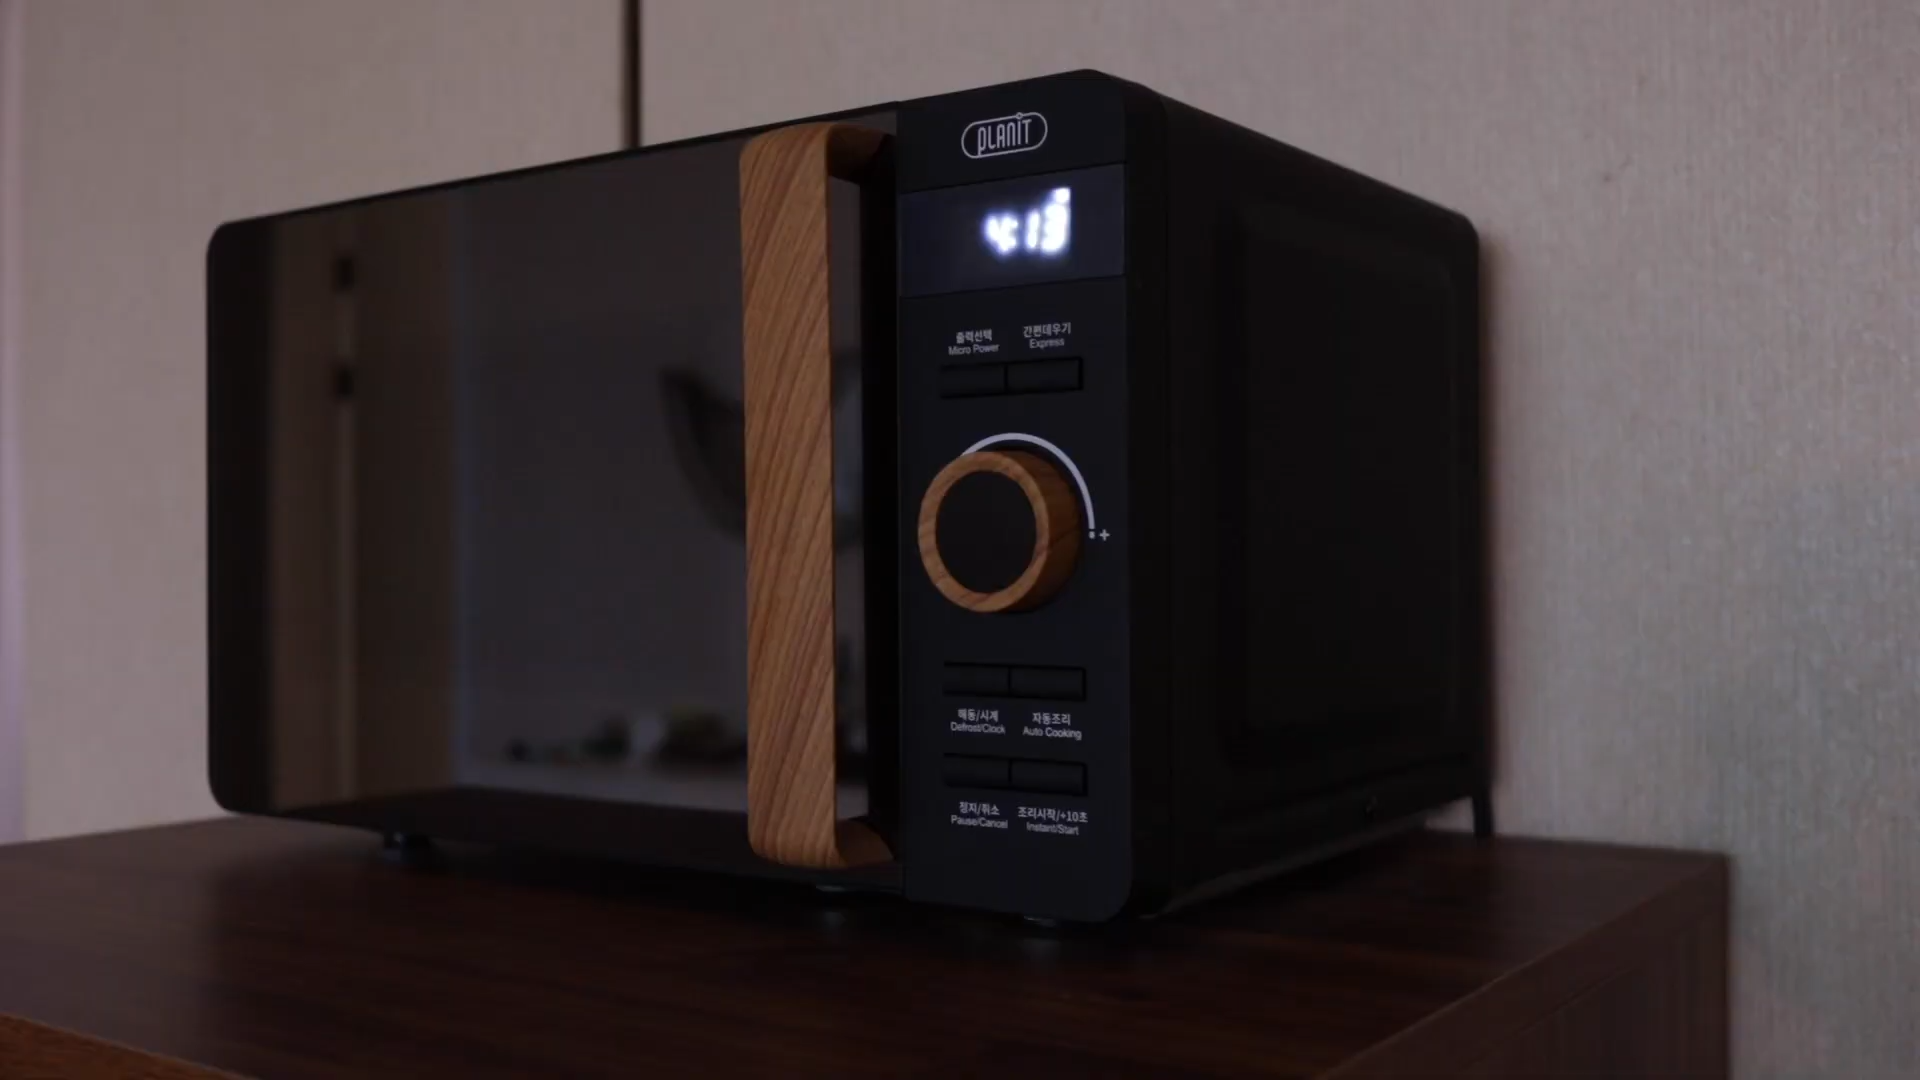 PLANiT
4:13
출력선택 간편데우기
Micro Power Express
+
해동/시계 자동조리
Defrost/Clock Auto Cooking
정지/취소 조리시작/+10초
Pause/Cancel Instant/Start